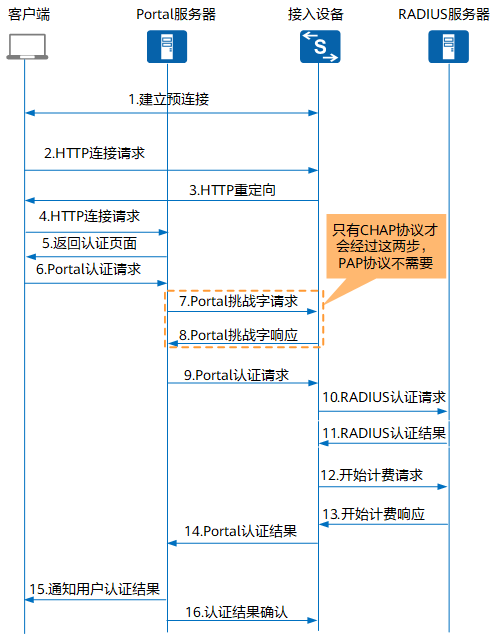 客户端
Portal服务器
接入设备
RADIUS服务器
S
1.建立预连接
2.HTTP连接请求
3.HTTP重定向
4.HTTP连接请求
5.返回认证页面
6.Portal认证请求
只有CHAP协议才
会经过这两步，
PAP协议不需要
7.Portal挑战字请求
8.Portal挑战字响应
9.Portal认证请求
10.RADIUS认证请求
11.RADIUS认证结果
12.开始计费请求
13.开始计费响应
14.Portal认证结果
15.通知用户认证结果
16.认证结果确认